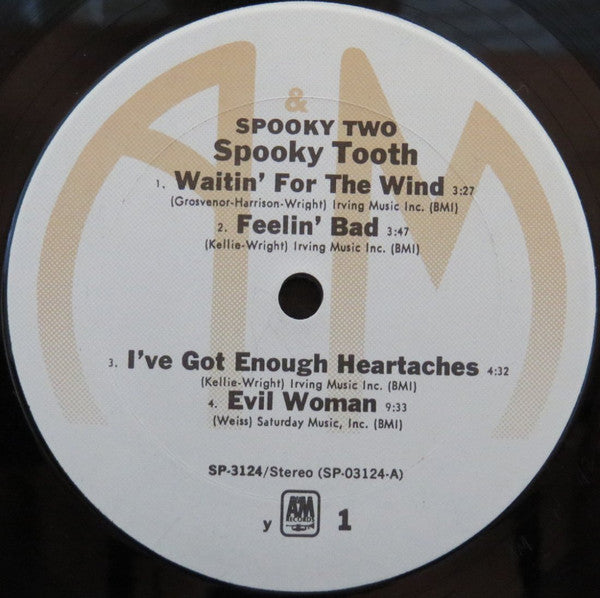 A&M
SPOOKY TWO
Spooky Tooth
1. Waitin' For The Wind 3:27
(Grosvenor-Harrison-Wright) Irving Music Inc. (BMI)
2. Feelin' Bad 3:47
(Kellie-Wright) Irving Music Inc. (BMI)
3. I've Got Enough Heartaches 4:32
(Kellie-Wright) Irving Music Inc. (BMI)
4. Evil Woman 9:33
(Weiss) Saturday Music, Inc. (BMI)
SP-3124/Stereo (SP-03124-A)
y A&M RECORDS 1